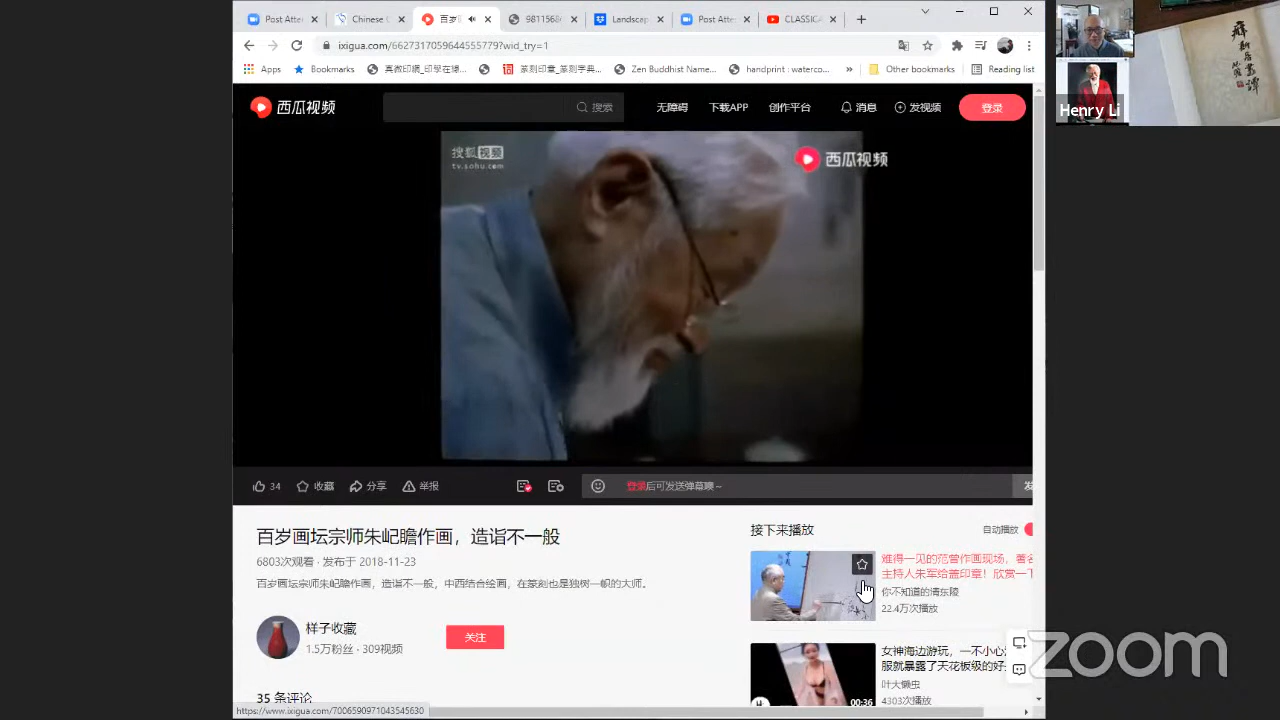 Post Atte
Chinese C
百岁画
981156
Landscap
Post Atte
CLASSICA
ixigua.com/6627317059644555779?wid_try=1
Apps
Bookmarks
篆刻印章_篆刻字典...
Zen Buddhist Name...
handprint : waterco...
Other bookmarks
Reading list
西瓜视频
搜索
无障碍
下载APP
创作平台
消息
发视频
登录
搜狐视频
tv.sohu.com
西瓜视频
34
收藏
分享
举报
登录后可发送弹幕噢~
发
百岁画坛宗师朱屺瞻作画，造诣不一般
6803次观看 · 发布于 2018-11-23
百岁画坛宗师朱屺瞻作画，造诣不一般，中西结合绘画，在篆刻也是独树一帜的大师。
样子收藏
1.5万粉丝 · 309视频
关注
35 条评论
接下来播放
自动播放
难得一见的范曾作画现场，著名
主持人朱军给盖印章！欣赏一下
你不知道的清东陵
22.4万次播放
女神海边游玩，一不小心
服就暴露了天花板级的好
叶大懒虫
4303次播放
00:36
https://www.ixigua.com/7026590971043545630
Henry Li
zoom